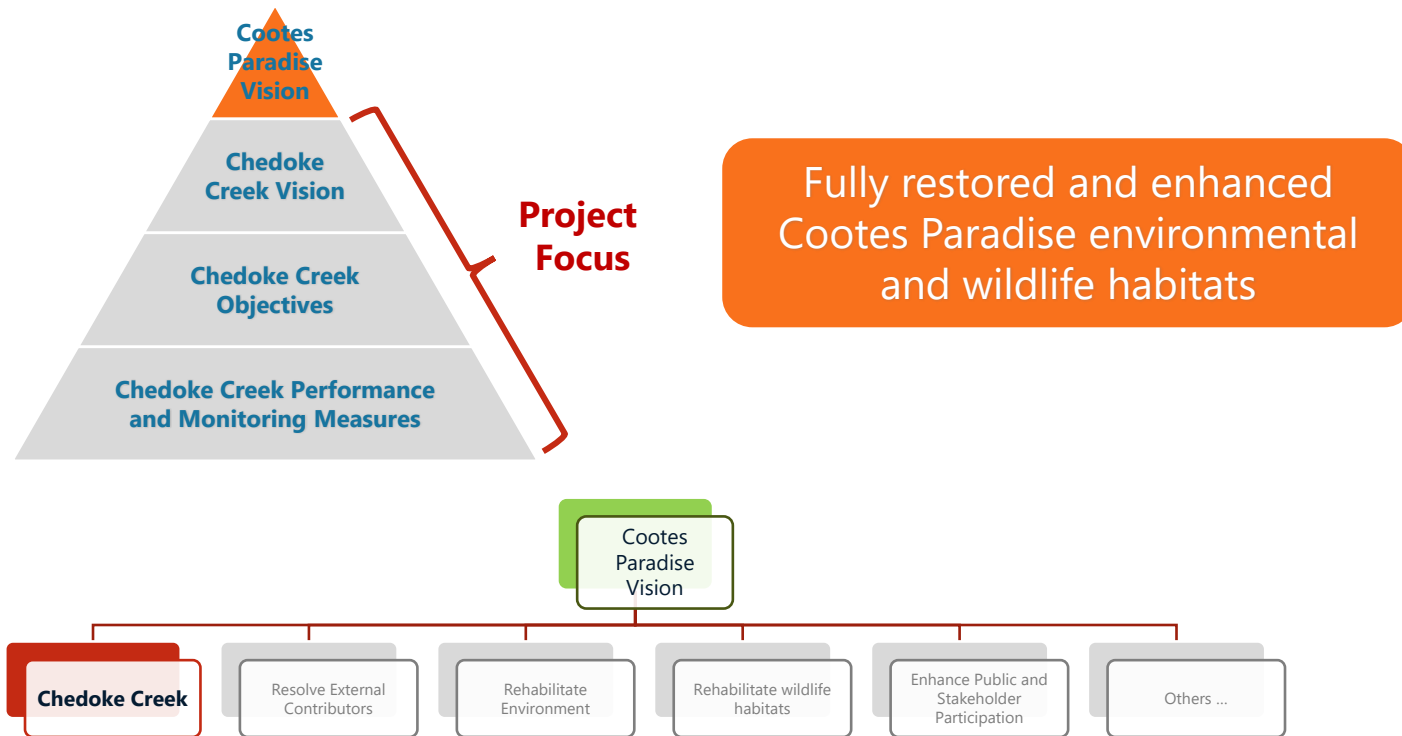 Cootes
Paradise
Vision
Chedoke
Creek Vision
Chedoke Creek
Objectives
Chedoke Creek Performance
and Monitoring Measures
Project
Focus
Fully restored and enhanced
Cootes Paradise environmental
and wildlife habitats
Cootes
Paradise
Vision
Chedoke Creek
Resolve External
Contributors
Rehabilitate
Environment
Rehabilitate wildlife
habitats
Enhance Public and
Stakeholder
Participation
Others ...